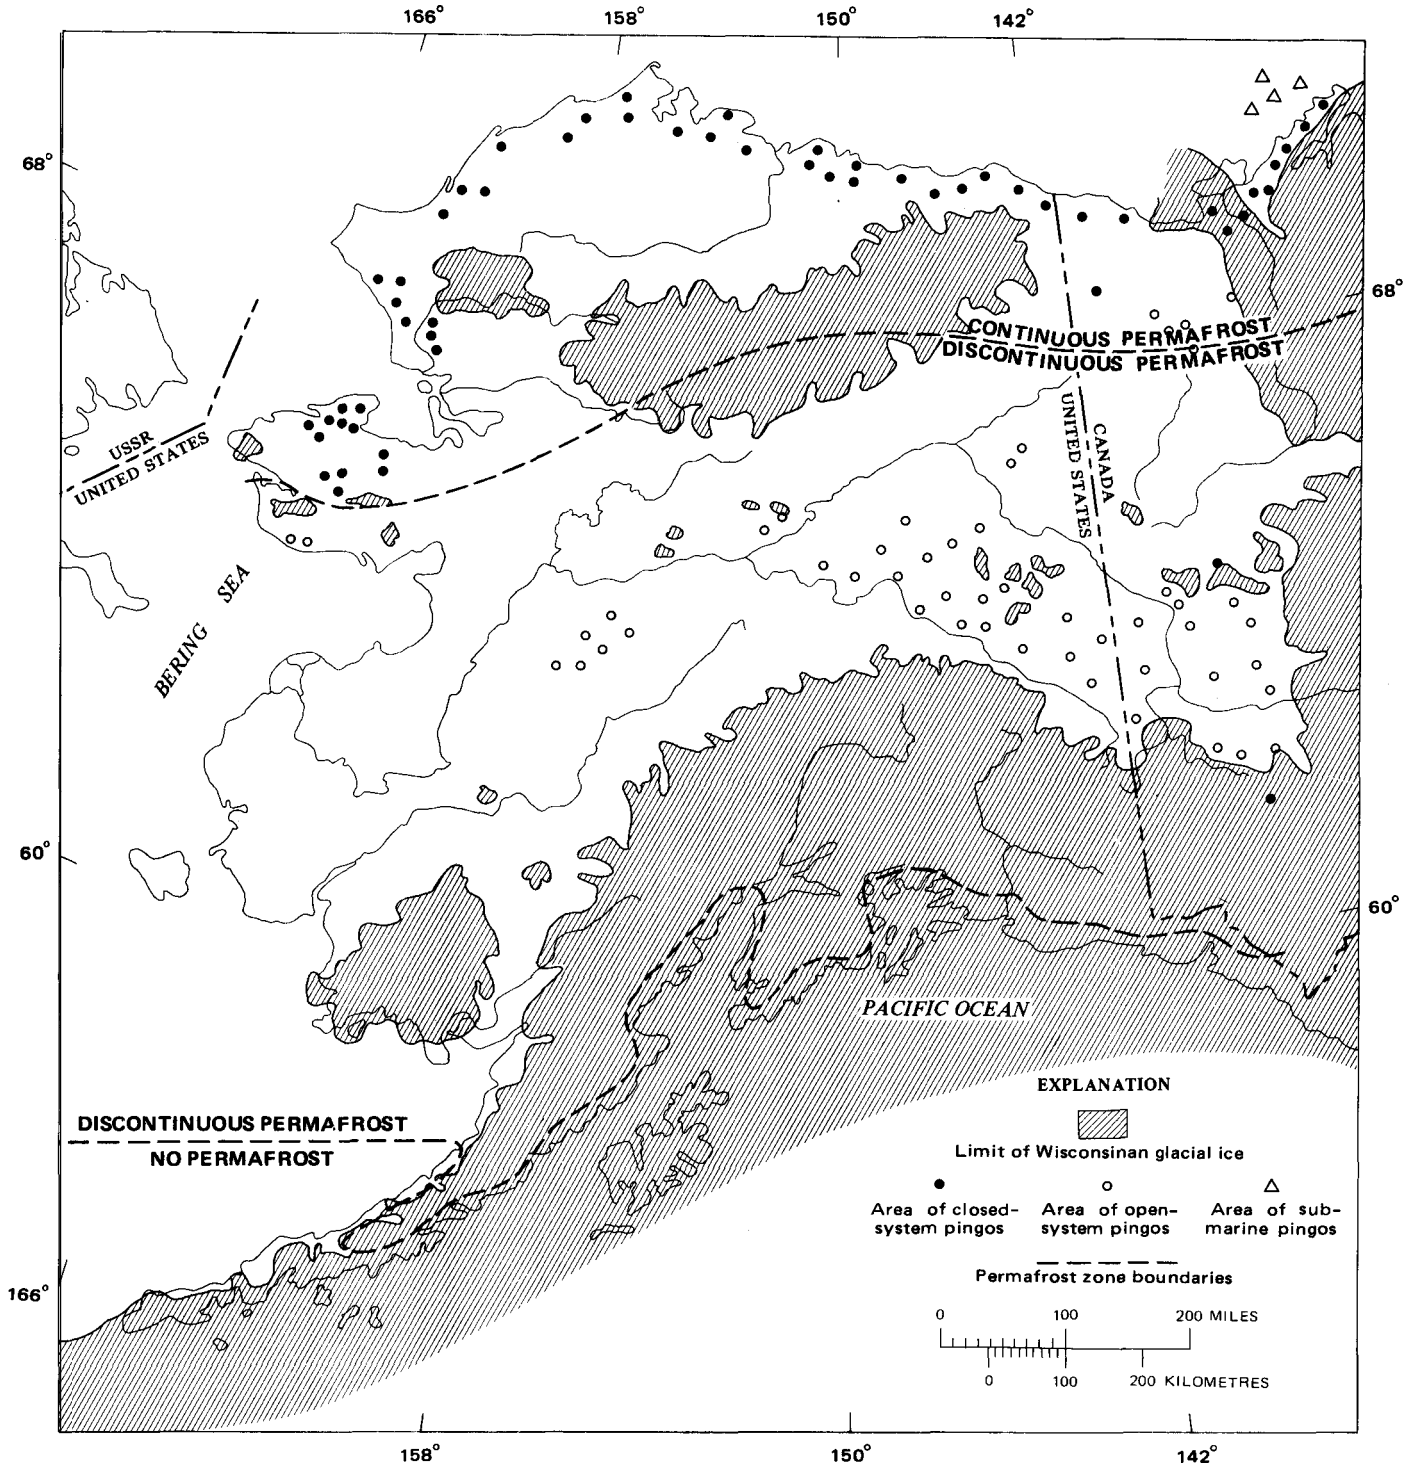 166°
158°
150°
142°
68°
68°
CONTINUOUS PERMAFROST
DISCONTINUOUS PERMAFROST
USSR
UNITED STATES
CANADA
UNITED STATES
BERING SEA
60°
60°
PACIFIC OCEAN
DISCONTINUOUS PERMAFROST
NO PERMAFROST
EXPLANATION
Limit of Wisconsinan glacial ice
Area of closed-
system pingos
Area of open-
system pingos
Area of sub-
marine pingos
Permafrost zone boundaries
0 100 200 MILES
0 100 200 KILOMETRES
166°
158°
150°
142°